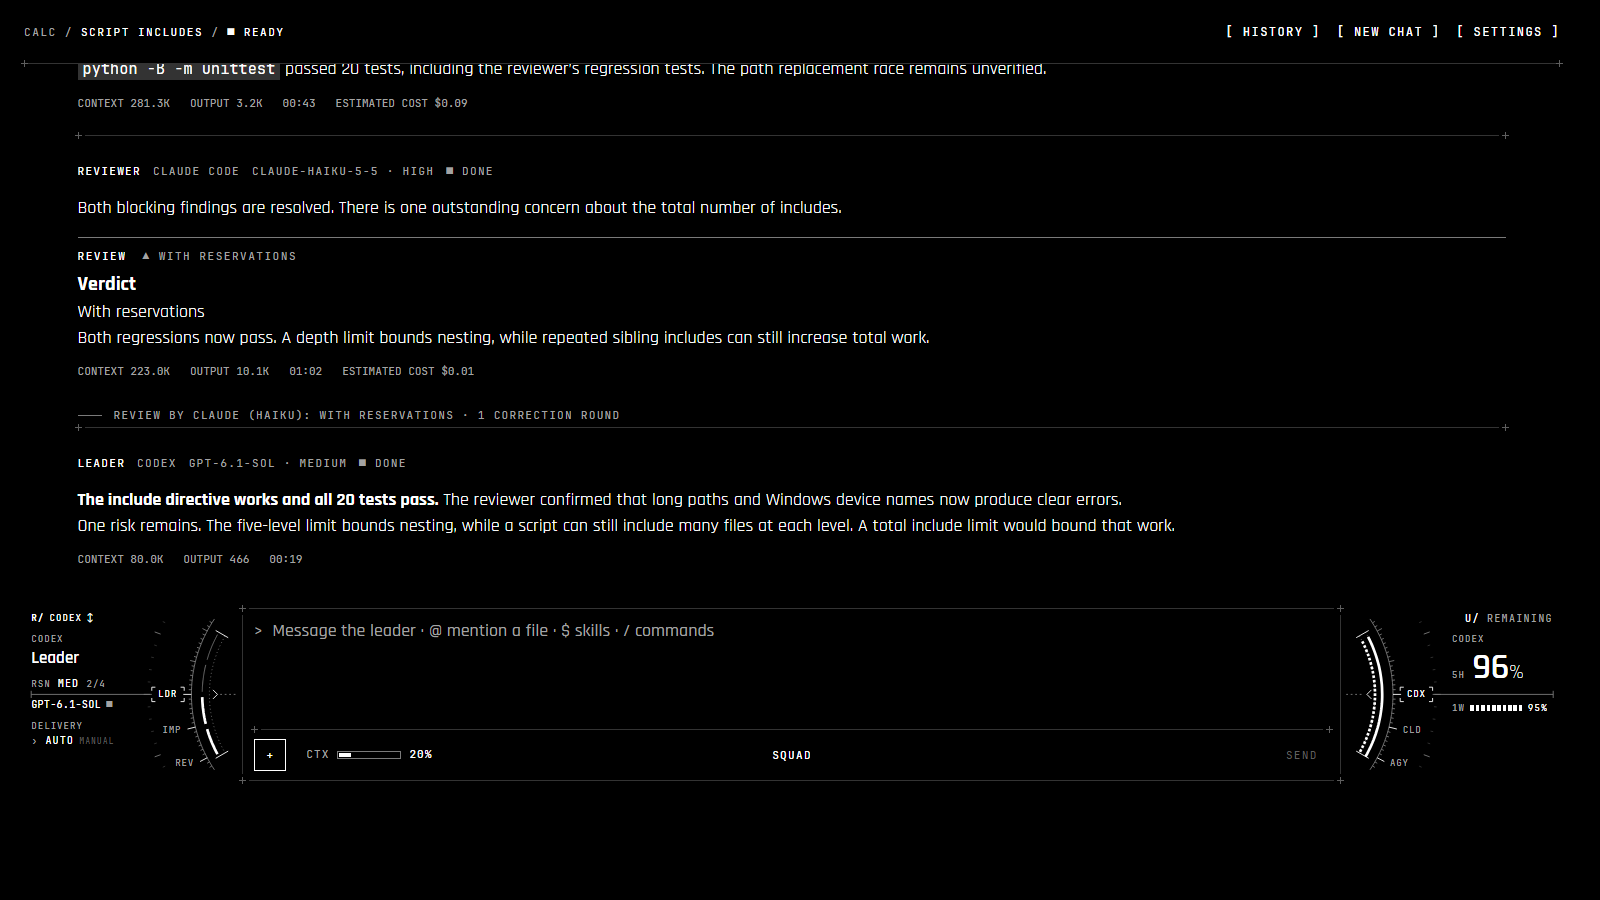 CALC / SCRIPT INCLUDES / ■ READY
[ HISTORY ] [ NEW CHAT ] [ SETTINGS ]
python -B -m unittest passed 20 tests, including the reviewer's regression tests. The path replacement race remains unverified.
CONTEXT 281.3K OUTPUT 3.2K 00:43 ESTIMATED COST $0.09
REVIEWER CLAUDE CODE CLAUDE-HAIKU-5-5 · HIGH ■ DONE
Both blocking findings are resolved. There is one outstanding concern about the total number of includes.
REVIEW ▲ WITH RESERVATIONS
Verdict
With reservations
Both regressions now pass. A depth limit bounds nesting, while repeated sibling includes can still increase total work.
CONTEXT 223.0K OUTPUT 10.1K 01:02 ESTIMATED COST $0.01
REVIEW BY CLAUDE (HAIKU): WITH RESERVATIONS · 1 CORRECTION ROUND
LEADER CODEX GPT-6.1-SOL · MEDIUM ■ DONE
The include directive works and all 20 tests pass. The reviewer confirmed that long paths and Windows device names now produce clear errors.
One risk remains. The five-level limit bounds nesting, while a script can still include many files at each level. A total include limit would bound that work.
CONTEXT 80.0K OUTPUT 466 00:19
R/ CODEX ↕
CODEX
Leader
RSN MED 2/4
GPT-6.1-SOL ■
DELIVERY
› AUTO MANUAL
LDR
IMP
REV
> Message the leader · @ mention a file · $ skills · / commands
+ CTX 20%
SQUAD
SEND
CDX
CLD
AGY
U/ REMAINING
CODEX
5H 96%
1W 95%